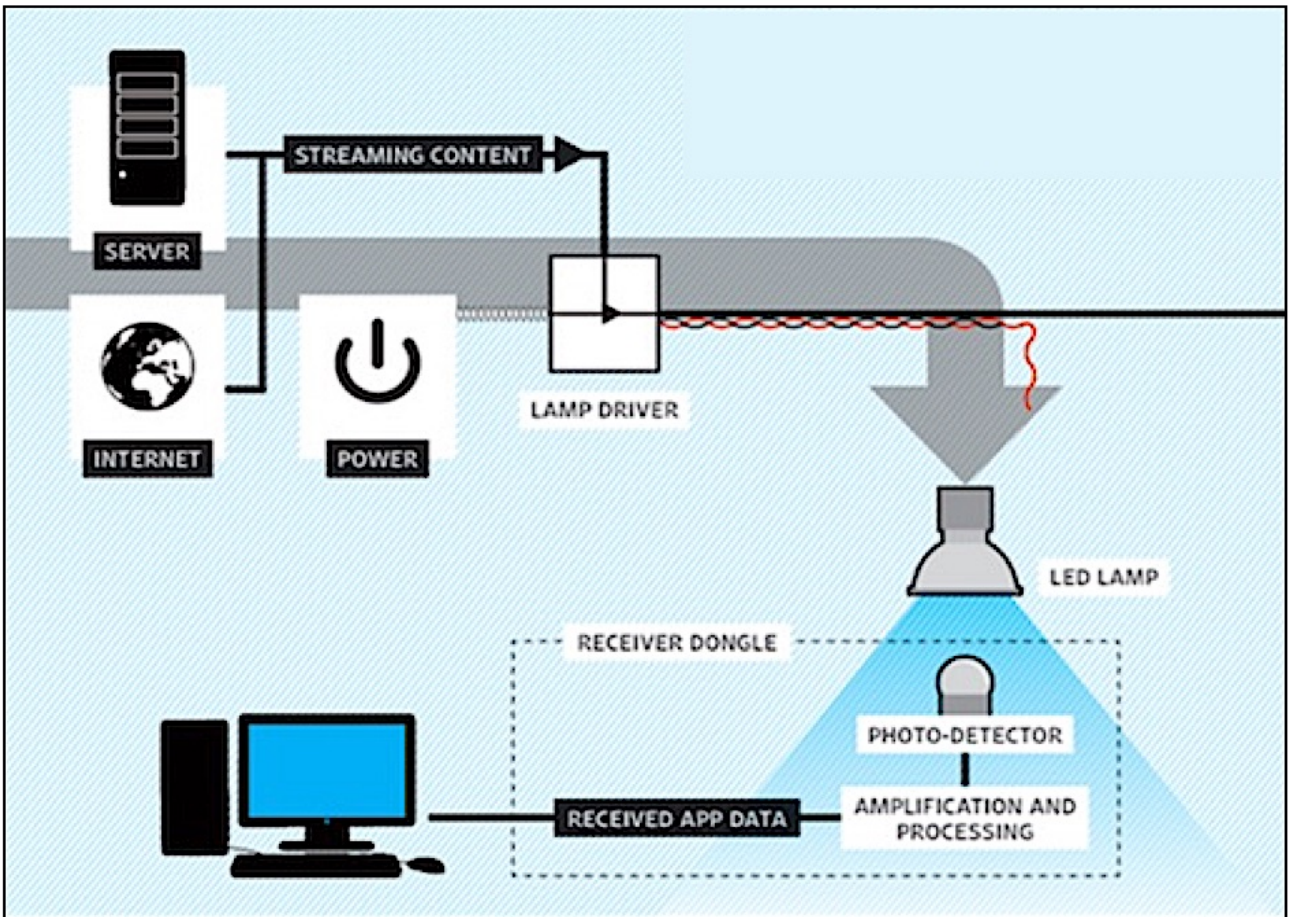 STREAMING CONTENT
SERVER
INTERNET
POWER
LAMP DRIVER
LED LAMP
RECEIVER DONGLE
PHOTO-DETECTOR
RECEIVED APP DATA
AMPLIFICATION AND
PROCESSING